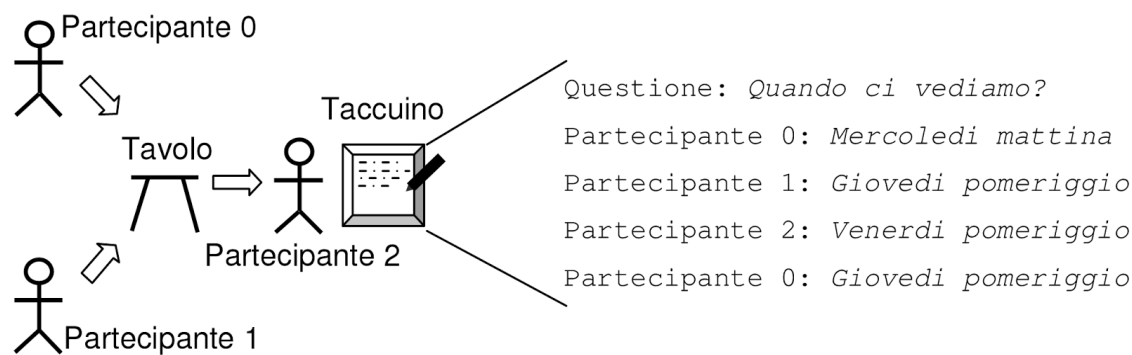 Partecipante 0
Taccuino
Tavolo
Partecipante 2
Partecipante 1
Questione: Quando ci vediamo?
Partecipante 0: Mercoledi mattina
Partecipante 1: Giovedi pomeriggio
Partecipante 2: Venerdi pomeriggio
Partecipante 0: Giovedi pomeriggio